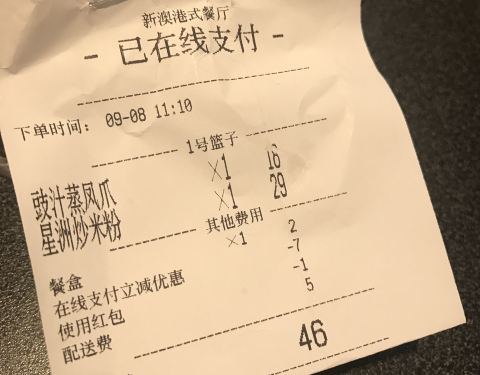 新澳港式餐厅
- 已在线支付 -
下单时间： 09-08 11:10
1号篮子
豉汁蒸凤爪 ×1 16
星洲炒米粉 ×1 29
其他费用
餐盒 ×1 2
在线支付立减优惠 -7
使用红包 -1
配送费 5
46